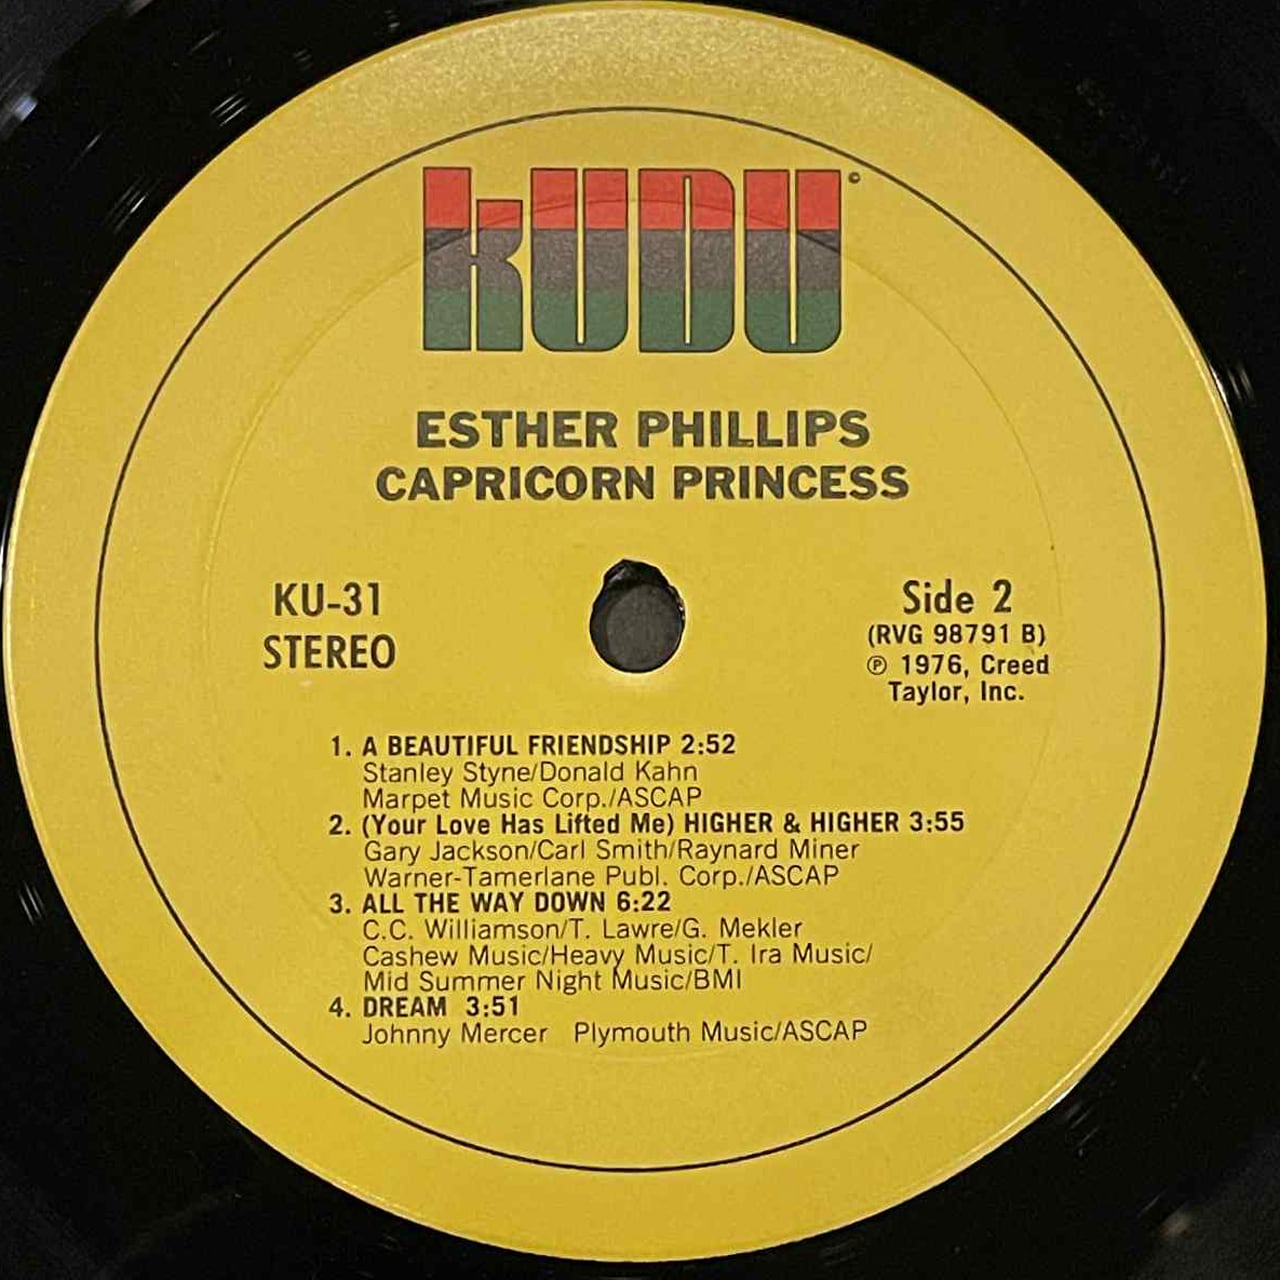 KUDU©
ESTHER PHILLIPS
CAPRICORN PRINCESS
KU-31
STEREO
Side 2
(RVG 98791 B)
℗ 1976, Creed
Taylor, Inc.
1. A BEAUTIFUL FRIENDSHIP 2:52
Stanley Styne/Donald Kahn
Marpet Music Corp./ASCAP
2. (Your Love Has Lifted Me) HIGHER & HIGHER 3:55
Gary Jackson/Carl Smith/Raynard Miner
Warner-Tamerlane Publ. Corp./ASCAP
3. ALL THE WAY DOWN 6:22
C.C. Williamson/T. Lawre/G. Mekler
Cashew Music/Heavy Music/T. Ira Music/
Mid Summer Night Music/BMI
4. DREAM 3:51
Johnny Mercer Plymouth Music/ASCAP